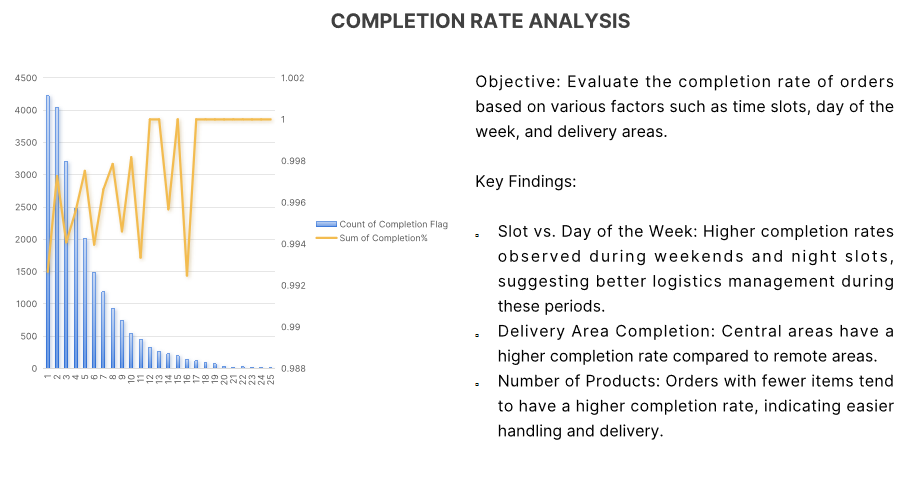 COMPLETION RATE ANALYSIS
4500
4000
3500
3000
2500
2000
1500
1000
500
0
1.002
1
0.998
0.996
0.994
0.992
0.99
0.988
1 2 3 4 5 6 7 8 9 10 11 12 13 14 15 16 17 18 19 20 21 22 23 24 25
Count of Completion Flag
Sum of Completion%
Objective: Evaluate the completion rate of orders
based on various factors such as time slots, day of the
week, and delivery areas.
Key Findings:
Slot vs. Day of the Week: Higher completion rates
observed during weekends and night slots,
suggesting better logistics management during
these periods.
Delivery Area Completion: Central areas have a
higher completion rate compared to remote areas.
Number of Products: Orders with fewer items tend
to have a higher completion rate, indicating easier
handling and delivery.